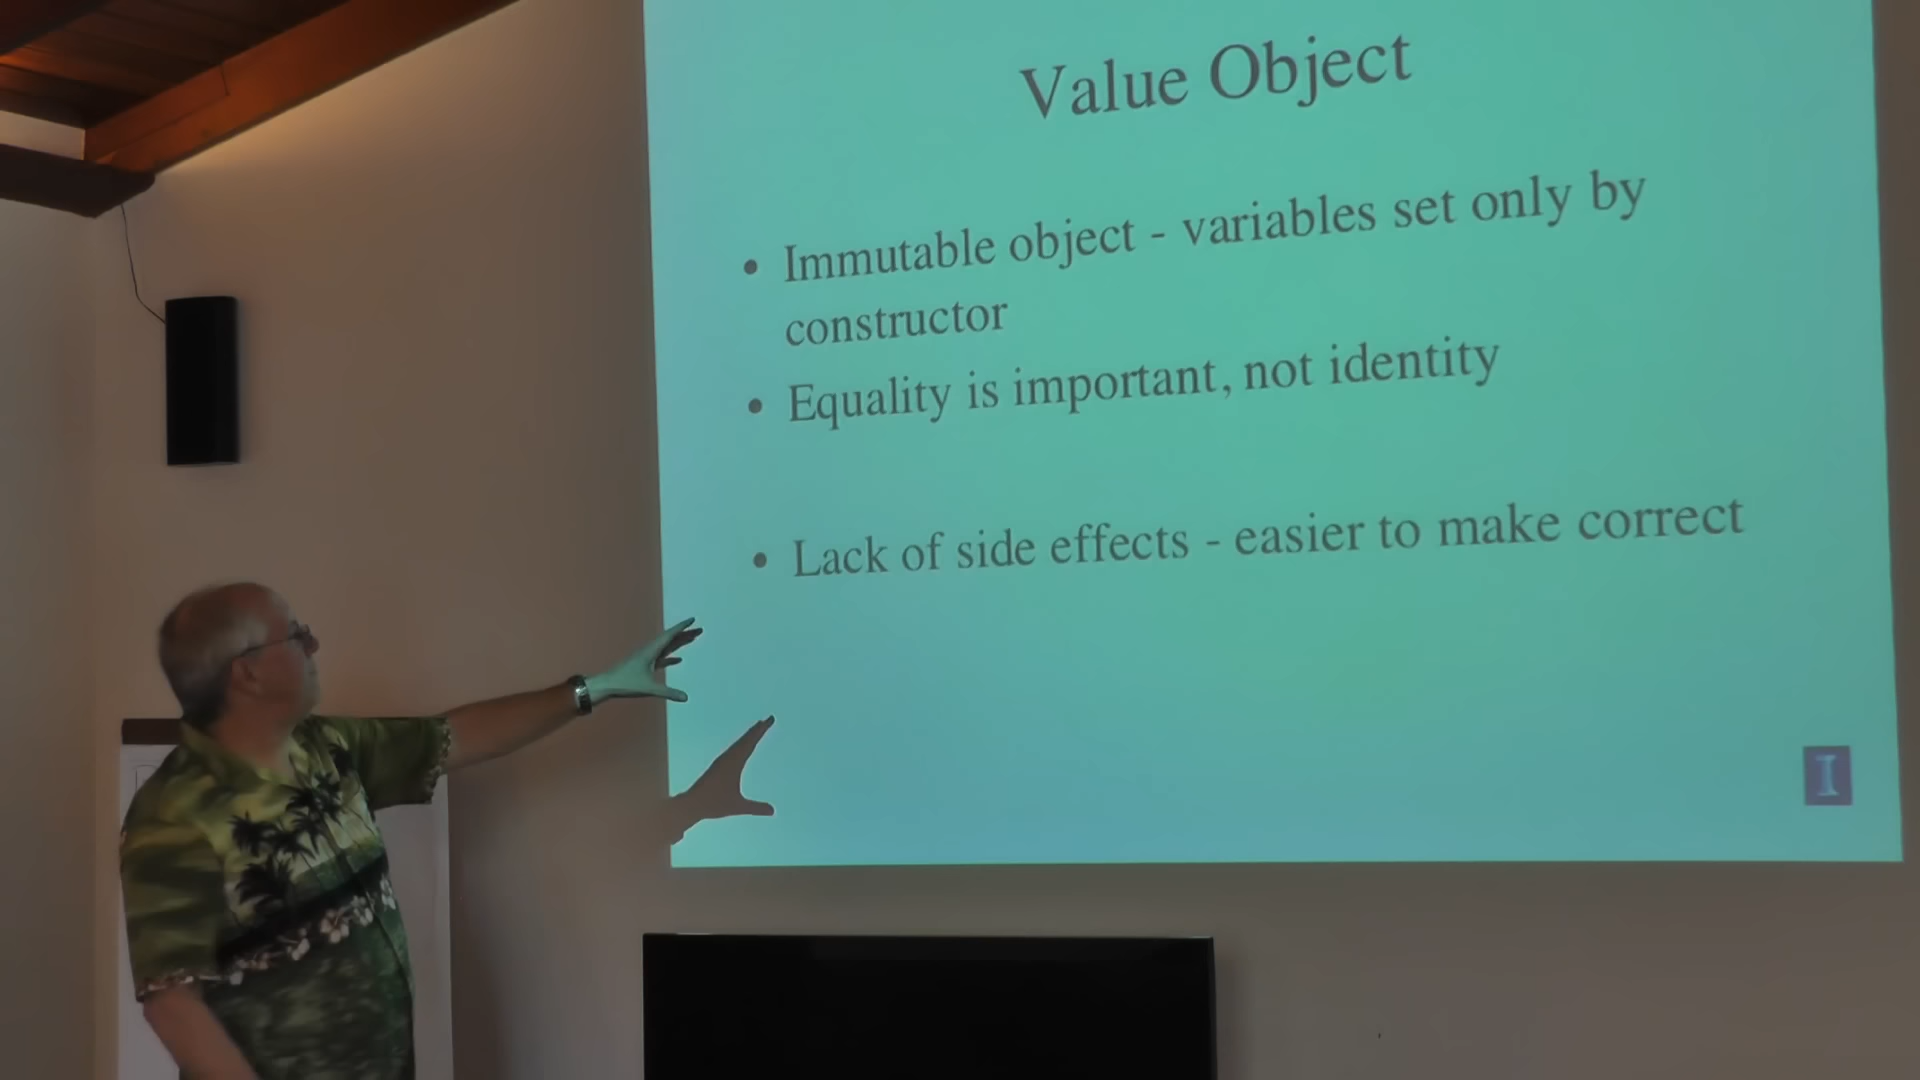 Value Object
• Immutable object - variables set only by
constructor
• Equality is important, not identity
• Lack of side effects - easier to make correct
I